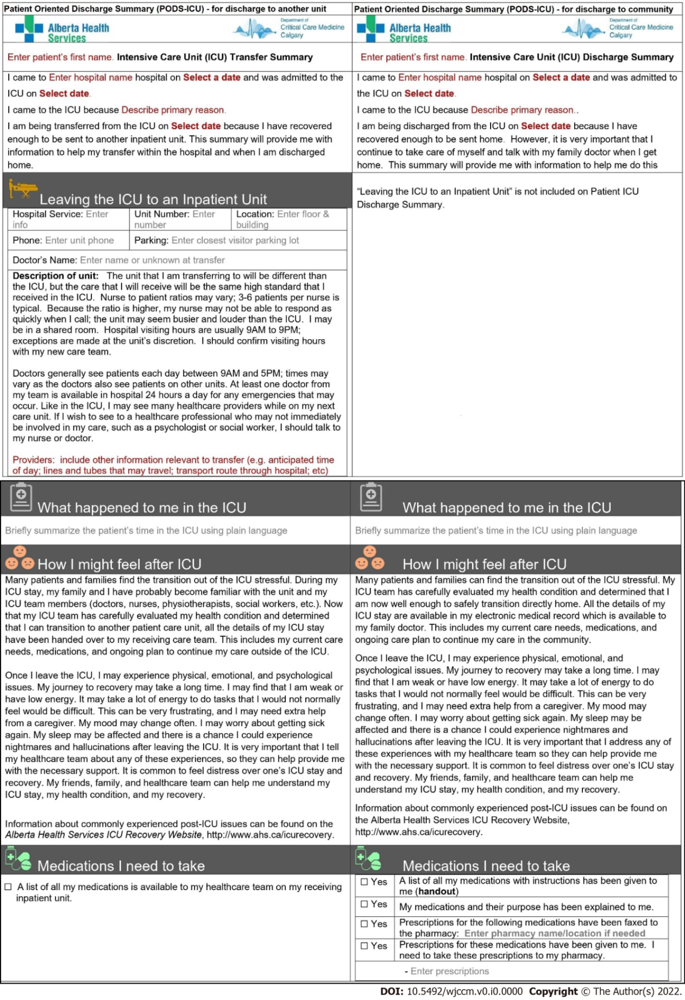 Patient Oriented Discharge Summary (PODS-ICU) - for discharge to another unit
Alberta Health
Services
Department of
Critical Care Medicine
Calgary
Enter patient's first name. Intensive Care Unit (ICU) Transfer Summary
I came to Enter hospital name hospital on Select a date and was admitted to the
ICU on Select date.
I came to the ICU because Describe primary reason.
I am being transferred from the ICU on Select date because I have recovered
enough to be sent to another inpatient unit. This summary will provide me with
information to help my transfer within the hospital and when I am discharged
home.
Leaving the ICU to an Inpatient Unit
Hospital Service: Enter
info
Unit Number: Enter
number
Location: Enter floor &
building
Phone: Enter unit phone
Parking: Enter closest visitor parking lot
Doctor's Name: Enter name or unknown at transfer
Description of unit: The unit that I am transferring to will be different than
the ICU, but the care that I will receive will be the same high standard that I
received in the ICU. Nurse to patient ratios may vary; 3-6 patients per nurse is
typical. Because the ratio is higher, my nurse may not be able to respond as
quickly when I call; the unit may seem busier and louder than the ICU. I may
be in a shared room. Hospital visiting hours are usually 9AM to 9PM;
exceptions are made at the unit's discretion. I should confirm visiting hours
with my new care team.
Doctors generally see patients each day between 9AM and 5PM; times may
vary as the doctors also see patients on other units. At least one doctor from
my team is available in hospital 24 hours a day for any emergencies that may
occur. Like in the ICU, I may see many healthcare providers while on my next
care unit. If I wish to see to a healthcare professional who may not immediately
be involved in my care, such as a psychologist or social worker, I should talk to
my nurse or doctor.
Providers: include other information relevant to transfer (e.g. anticipated time
of day; lines and tubes that may travel; transport route through hospital; etc)
Patient Oriented Discharge Summary (PODS-ICU) - for discharge to community
Alberta Health
Services
Department of
Critical Care Medicine
Calgary
Enter patient's first name. Intensive Care Unit (ICU) Discharge Summary
I came to Enter hospital name hospital on Select a date and was admitted to
the ICU on Select date.
I came to the ICU because Describe primary reason..
I am being discharged from the ICU on Select date because I have
recovered enough to be sent home. However, it is very important that I
continue to take care of myself and talk with my family doctor when I get
home. This summary will provide me with information to help me do this
"Leaving the ICU to an Inpatient Unit" is not included on Patient ICU
Discharge Summary.
What happened to me in the ICU
Briefly summarize the patient's time in the ICU using plain language
How I might feel after ICU
Many patients and families find the transition out of the ICU stressful. During my
ICU stay, my family and I have probably become familiar with the unit and my
ICU team members (doctors, nurses, physiotherapists, social workers, etc.). Now
that my ICU team has carefully evaluated my health condition and determined
that I can transition to another patient care unit, all the details of my ICU stay
have been handed over to my receiving care team. This includes my current care
needs, medications, and ongoing plan to continue my care outside of the ICU.
Once I leave the ICU, I may experience physical, emotional, and psychological
issues. My journey to recovery may take a long time. I may find that I am weak or
have low energy. It may take a lot of energy to do tasks that I would not normally
feel would be difficult. This can be very frustrating, and I may need extra help
from a caregiver. My mood may change often. I may worry about getting sick
again. My sleep may be affected and there is a chance I could experience
nightmares and hallucinations after leaving the ICU. It is very important that I tell
my healthcare team about any of these experiences, so they can help provide me
with the necessary support. It is common to feel distress over one's ICU stay and
recovery. My friends, family, and healthcare team can help me understand my
ICU stay, my health condition, and my recovery.
Information about commonly experienced post-ICU issues can be found on the
Alberta Health Services ICU Recovery Website, http://www.ahs.ca/icurecovery.
Medications I need to take
☐ A list of all my medications is available to my healthcare team on my receiving
inpatient unit.
What happened to me in the ICU
Briefly summarize the patient's time in the ICU using plain language
How I might feel after ICU
Many patients and families can find the transition out of the ICU stressful. My
ICU team has carefully evaluated my health condition and determined that I
am now well enough to safely transition directly home. All the details of my
ICU stay are available in my electronic medical record which is available to
my family doctor. This includes my current care needs, medications, and
ongoing care plan to continue my care in the community.
Once I leave the ICU, I may experience physical, emotional, and
psychological issues. My journey to recovery may take a long time. I may
find that I am weak or have low energy. It may take a lot of energy to do
tasks that I would not normally feel would be difficult. This can be very
frustrating, and I may need extra help from a caregiver. My mood may
change often. I may worry about getting sick again. My sleep may be
affected and there is a chance I could experience nightmares and
hallucinations after leaving the ICU. It is very important that I address any of
these experiences with my healthcare team so they can help provide me
with the necessary support. It is common to feel distress over one's ICU stay
and recovery. My friends, family, and healthcare team can help me
understand my ICU stay, my health condition, and my recovery.
Information about commonly experienced post-ICU issues can be found on
the Alberta Health Services ICU Recovery Website,
http://www.ahs.ca/icurecovery.
Medications I need to take
☐ Yes A list of all my medications with instructions has been given to
me (handout)
☐ Yes My medications and their purpose has been explained to me.
☐ Yes Prescriptions for the following medications have been faxed to
the pharmacy: Enter pharmacy name/location if needed
☐ Yes Prescriptions for these medications have been given to me. I
need to take these prescriptions to my pharmacy.
- Enter prescriptions
DOI: 10.5492/wjccm.v0.i0.0000 Copyright © The Author(s) 2022.